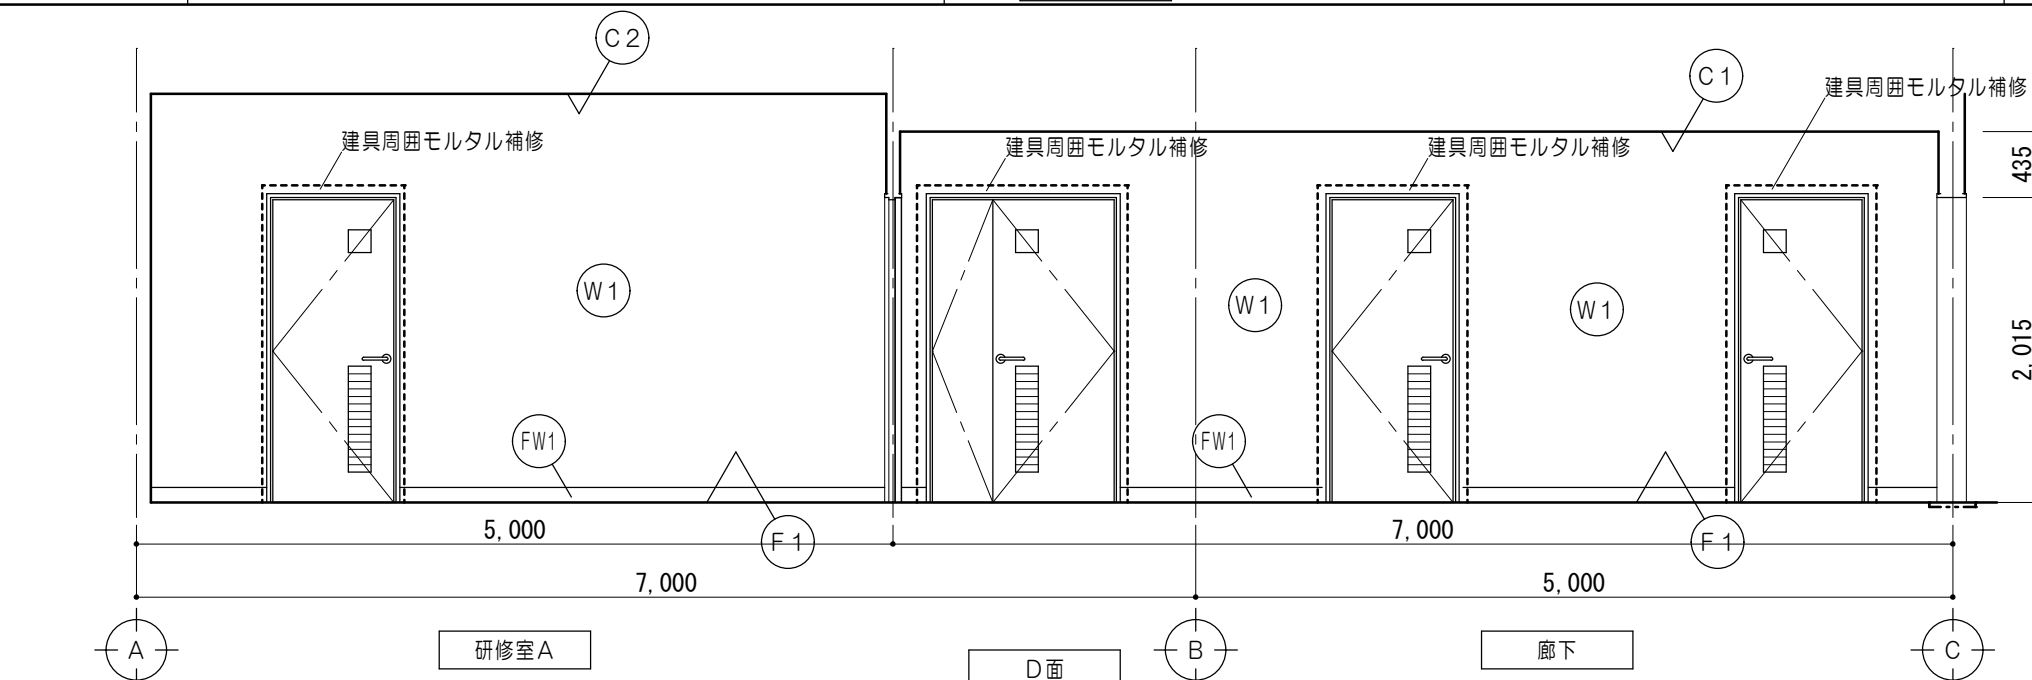 C2
C1
建具周囲モルタル補修
建具周囲モルタル補修
建具周囲モルタル補修
建具周囲モルタル補修
435
W1
W1
W1
2,015
FW1
FW1
5,000
F1
7,000
F1
7,000
5,000
A
研修室A
D面
B
廊下
C